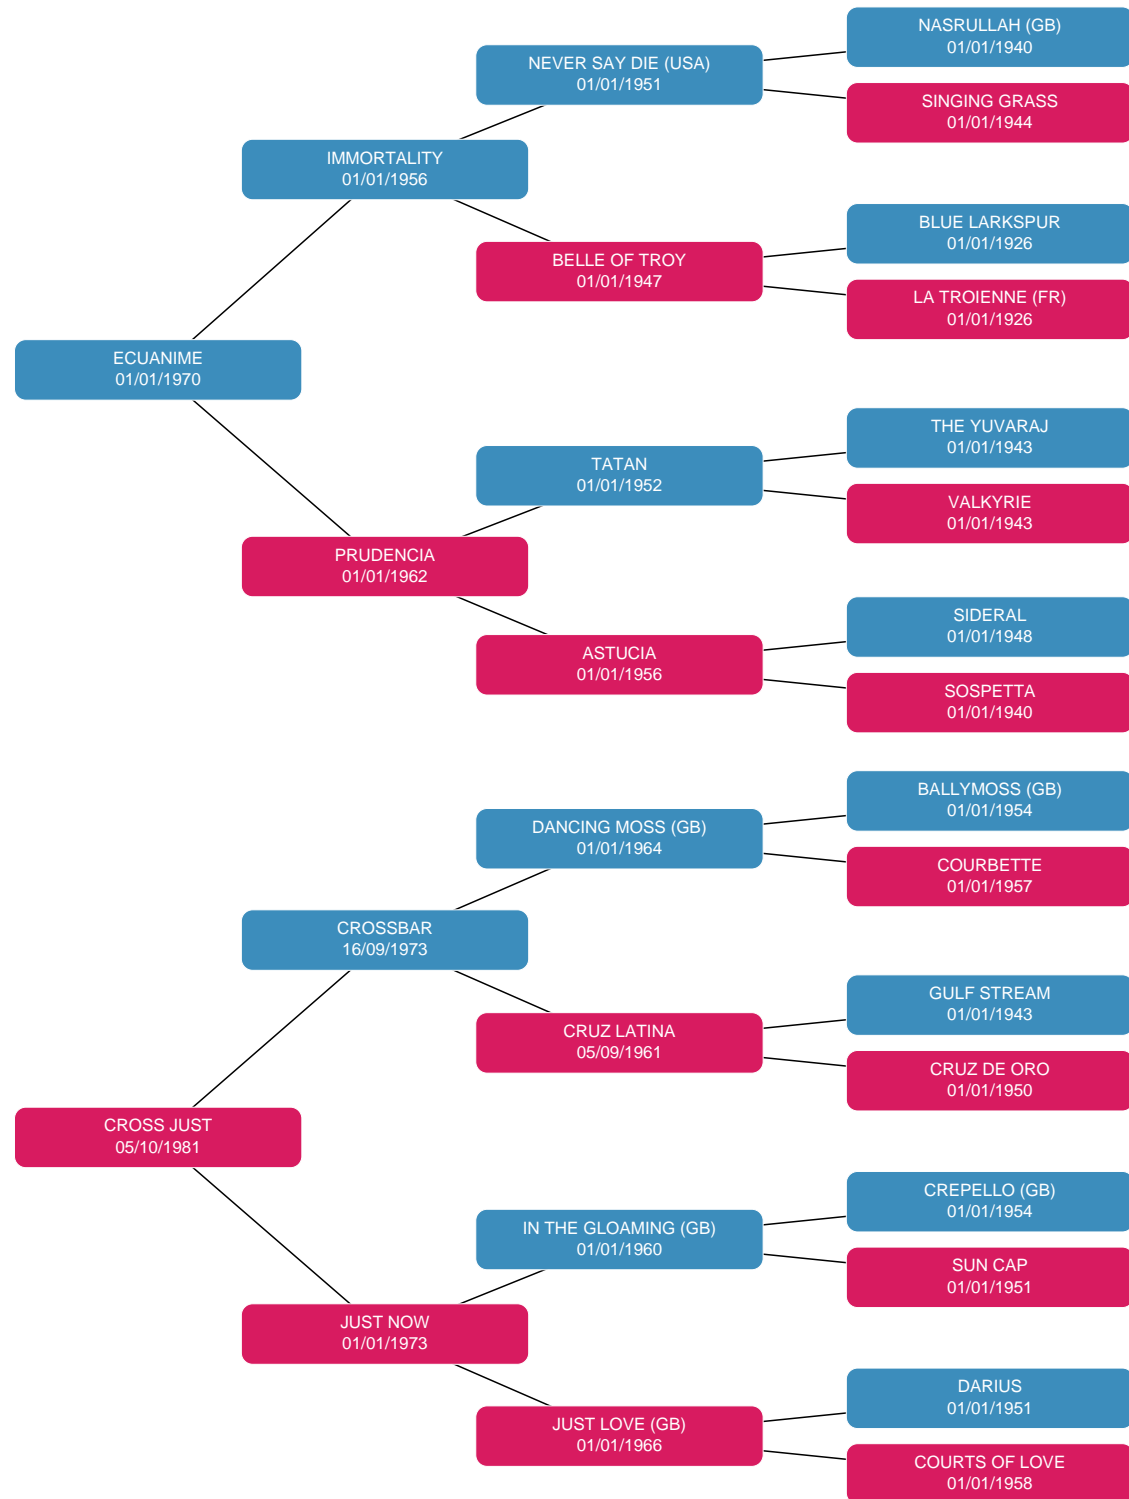 NASRULLAH (GB)
01/01/1940
NEVER SAY DIE (USA)
01/01/1951
SINGING GRASS
01/01/1944
IMMORTALITY
01/01/1956
BLUE LARKSPUR
01/01/1926
BELLE OF TROY
01/01/1947
LA TROIENNE (FR)
01/01/1926
ECUANIME
01/01/1970
THE YUVARAJ
01/01/1943
TATAN
01/01/1952
VALKYRIE
01/01/1943
PRUDENCIA
01/01/1962
SIDERAL
01/01/1948
ASTUCIA
01/01/1956
SOSPETTA
01/01/1940
BALLYMOSS (GB)
01/01/1954
DANCING MOSS (GB)
01/01/1964
COURBETTE
01/01/1957
CROSSBAR
16/09/1973
GULF STREAM
01/01/1943
CRUZ LATINA
05/09/1961
CRUZ DE ORO
01/01/1950
CROSS JUST
05/10/1981
CREPELLO (GB)
01/01/1954
IN THE GLOAMING (GB)
01/01/1960
SUN CAP
01/01/1951
JUST NOW
01/01/1973
DARIUS
01/01/1951
JUST LOVE (GB)
01/01/1966
COURTS OF LOVE
01/01/1958